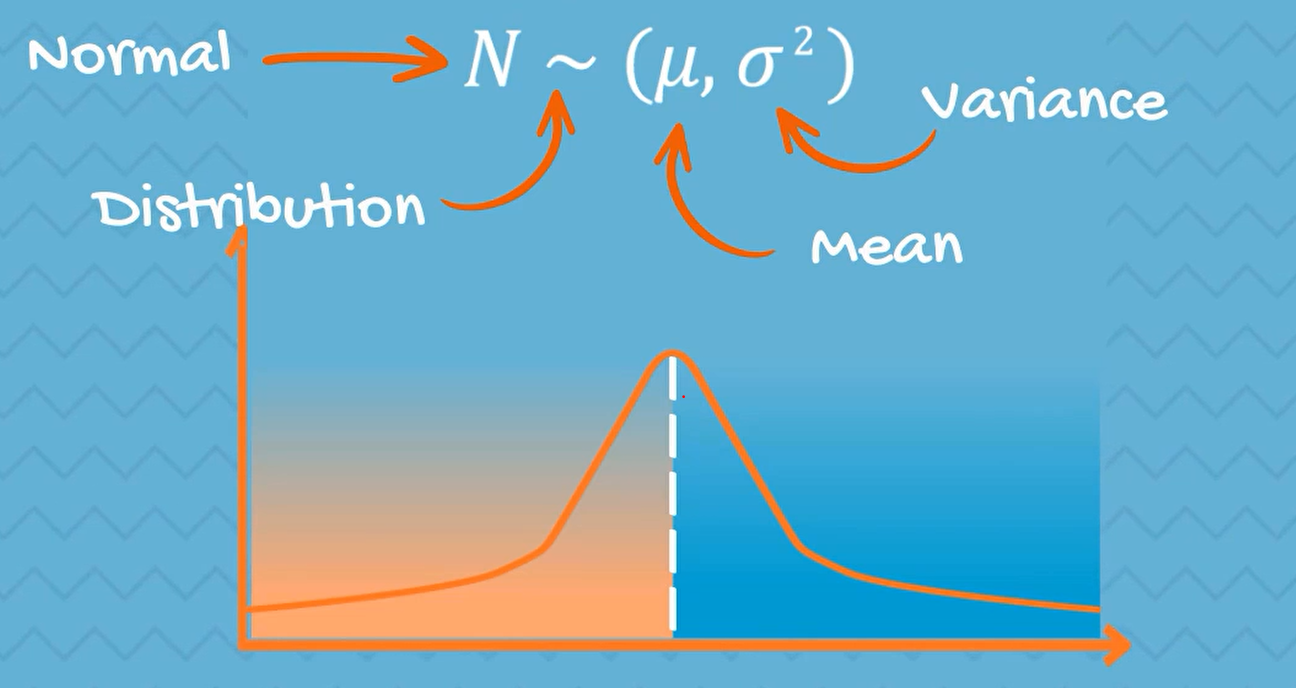 Normal
N ~ (μ, σ²)
Variance
Distribution
Mean